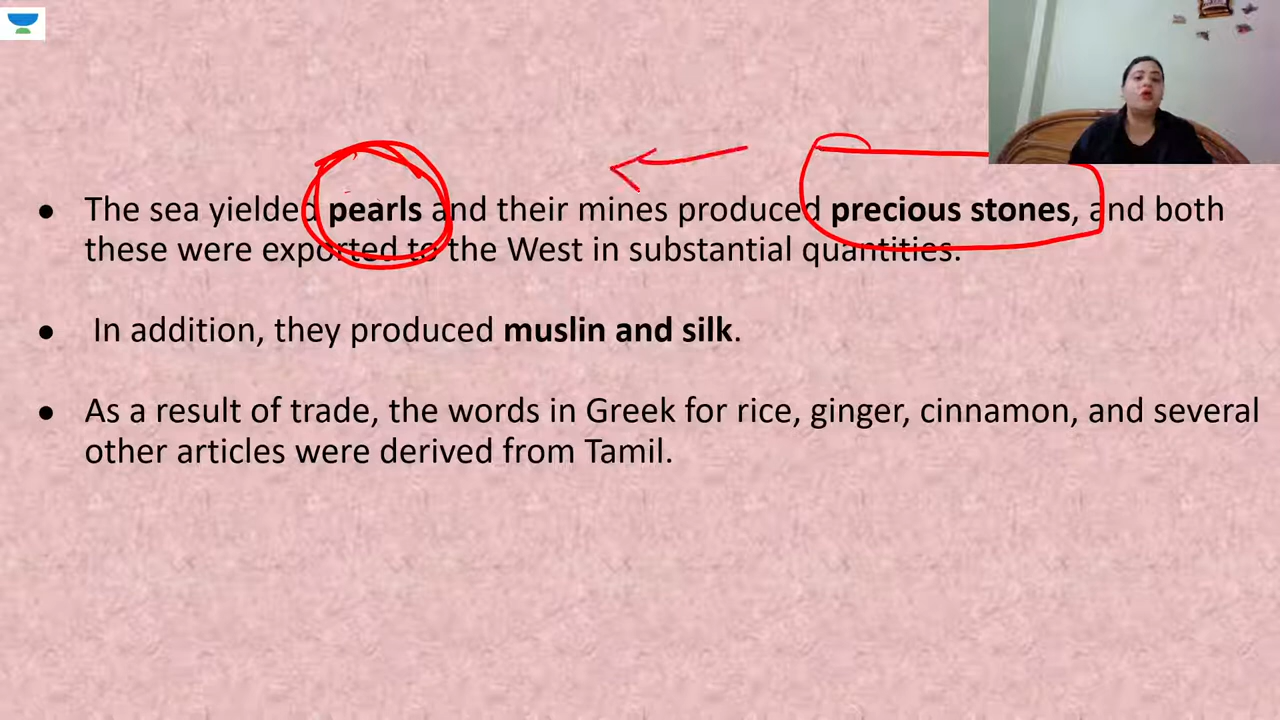 ● The sea yielded pearls and their mines produced precious stones, and both
these were exported to the West in substantial quantities.
● In addition, they produced muslin and silk.
● As a result of trade, the words in Greek for rice, ginger, cinnamon, and several
other articles were derived from Tamil.